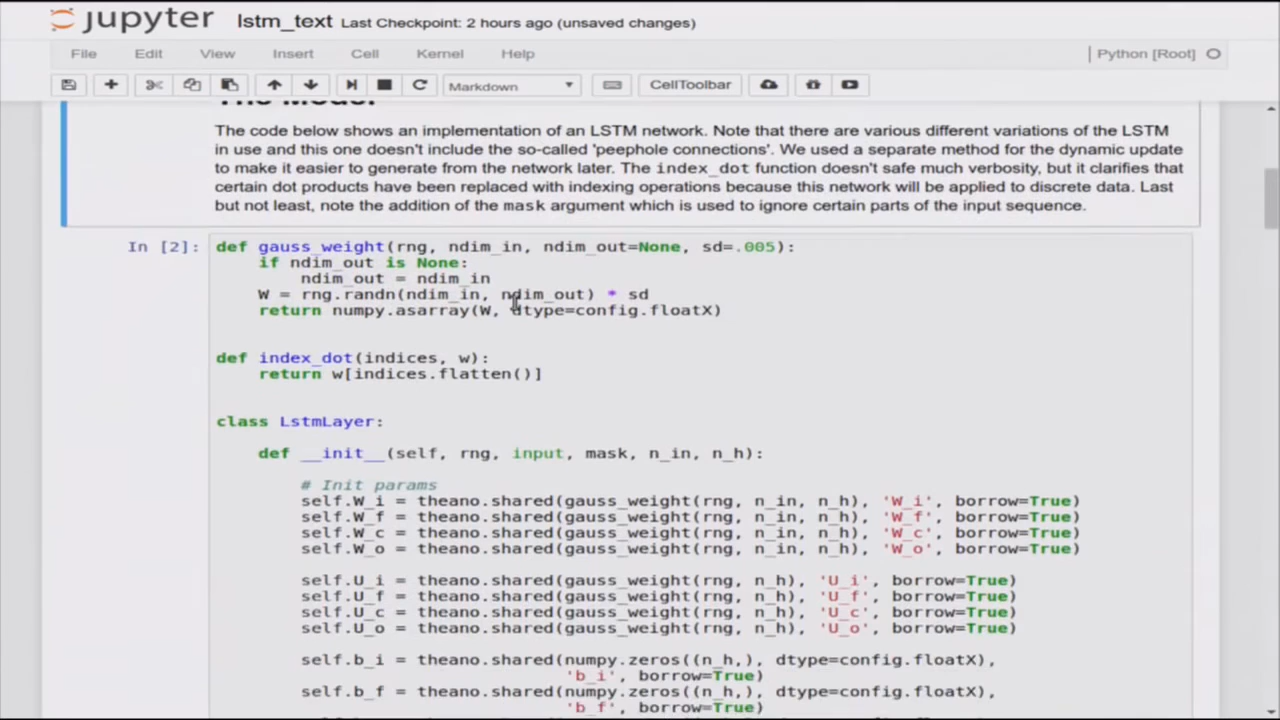 jupyter lstm_text Last Checkpoint: 2 hours ago (unsaved changes)
File Edit View Insert Cell Kernel Help Python [Root]
Markdown CellToolbar
The Model
The code below shows an implementation of an LSTM network. Note that there are various different variations of the LSTM
in use and this one doesn't include the so-called 'peephole connections'. We used a separate method for the dynamic update
to make it easier to generate from the network later. The index_dot function doesn't safe much verbosity, but it clarifies that
certain dot products have been replaced with indexing operations because this network will be applied to discrete data. Last
but not least, note the addition of the mask argument which is used to ignore certain parts of the input sequence.
In [2]: def gauss_weight(rng, ndim_in, ndim_out=None, sd=.005):
if ndim_out is None:
ndim_out = ndim_in
W = rng.randn(ndim_in, ndim_out) * sd
return numpy.asarray(W, dtype=config.floatX)
def index_dot(indices, w):
return w[indices.flatten()]
class LstmLayer:
def __init__(self, rng, input, mask, n_in, n_h):
# Init params
self.W_i = theano.shared(gauss_weight(rng, n_in, n_h), 'W_i', borrow=True)
self.W_f = theano.shared(gauss_weight(rng, n_in, n_h), 'W_f', borrow=True)
self.W_c = theano.shared(gauss_weight(rng, n_in, n_h), 'W_c', borrow=True)
self.W_o = theano.shared(gauss_weight(rng, n_in, n_h), 'W_o', borrow=True)
self.U_i = theano.shared(gauss_weight(rng, n_h), 'U_i', borrow=True)
self.U_f = theano.shared(gauss_weight(rng, n_h), 'U_f', borrow=True)
self.U_c = theano.shared(gauss_weight(rng, n_h), 'U_c', borrow=True)
self.U_o = theano.shared(gauss_weight(rng, n_h), 'U_o', borrow=True)
self.b_i = theano.shared(numpy.zeros((n_h,), dtype=config.floatX),
'b_i', borrow=True)
self.b_f = theano.shared(numpy.zeros((n_h,), dtype=config.floatX),
'b_f', borrow=True)